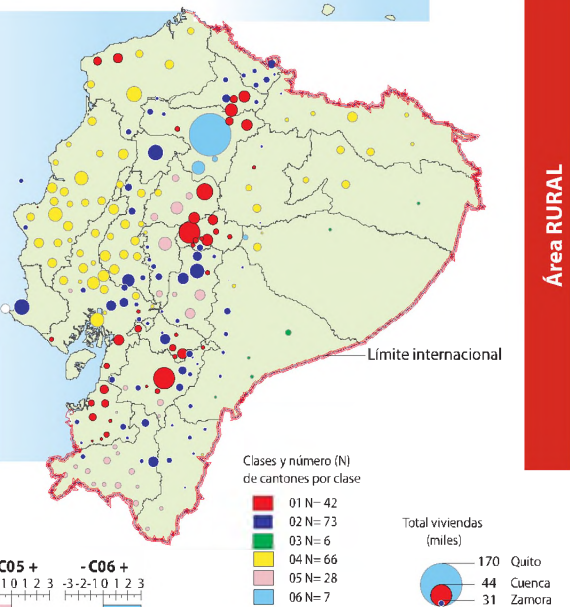 Área RURAL
Límite internacional
Clases y número (N)
de cantones por clase
01 N= 42
02 N= 73
03 N= 6
04 N= 66
05 N= 28
06 N= 7
Total viviendas
(miles)
170 Quito
44 Cuenca
31 Zamora
C05 +
1 0 1 2 3
- C06 +
-3-2-1 0 1 2 3